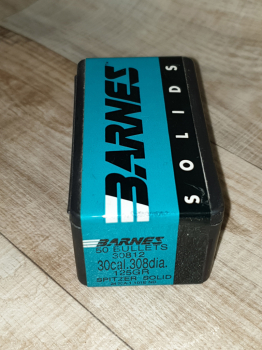 BARNES
SOLIDS
BARNES
50 BULLETS
30812
30cal.308dia.
125GR
SPITZER SOLID